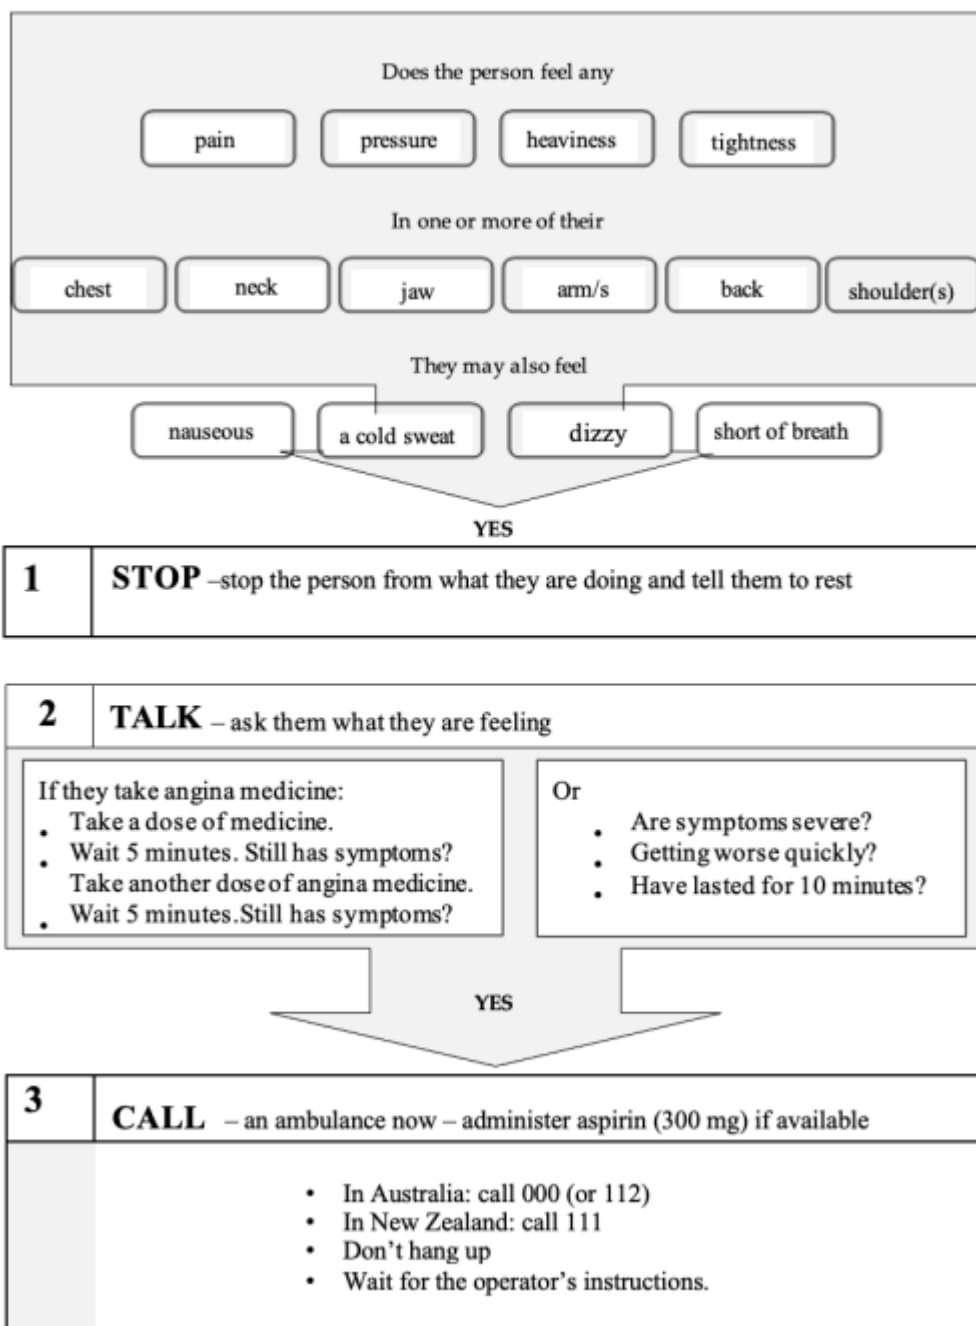 Does the person feel any
pain pressure heaviness tightness
In one or more of their
chest neck jaw arm/s back shoulder(s)
They may also feel
nauseous a cold sweat dizzy short of breath
YES
1 STOP –stop the person from what they are doing and tell them to rest
2 TALK – ask them what they are feeling
If they take angina medicine:
• Take a dose of medicine.
• Wait 5 minutes. Still has symptoms?
Take another dose of angina medicine.
• Wait 5 minutes.Still has symptoms?
Or
• Are symptoms severe?
• Getting worse quickly?
• Have lasted for 10 minutes?
YES
3 CALL – an ambulance now – administer aspirin (300 mg) if available
• In Australia: call 000 (or 112)
• In New Zealand: call 111
• Don’t hang up
• Wait for the operator’s instructions.